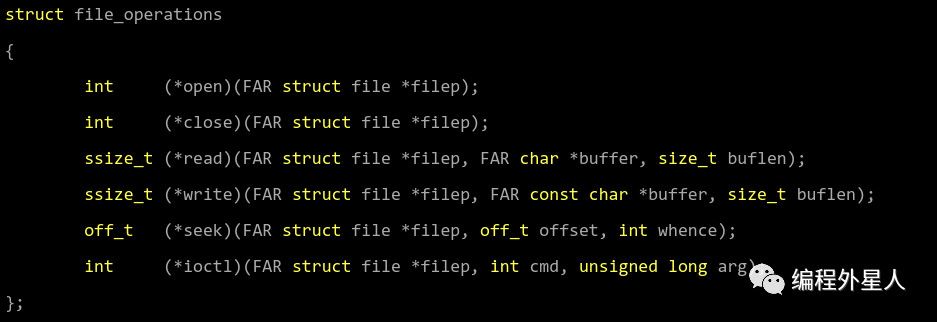 struct file_operations
{
int (*open)(FAR struct file *filep);
int (*close)(FAR struct file *filep);
ssize_t (*read)(FAR struct file *filep, FAR char *buffer, size_t buflen);
ssize_t (*write)(FAR struct file *filep, FAR const char *buffer, size_t buflen);
off_t (*seek)(FAR struct file *filep, off_t offset, int whence);
int (*ioctl)(FAR struct file *filep, int cmd, unsigned long arg)
编程外星人
};